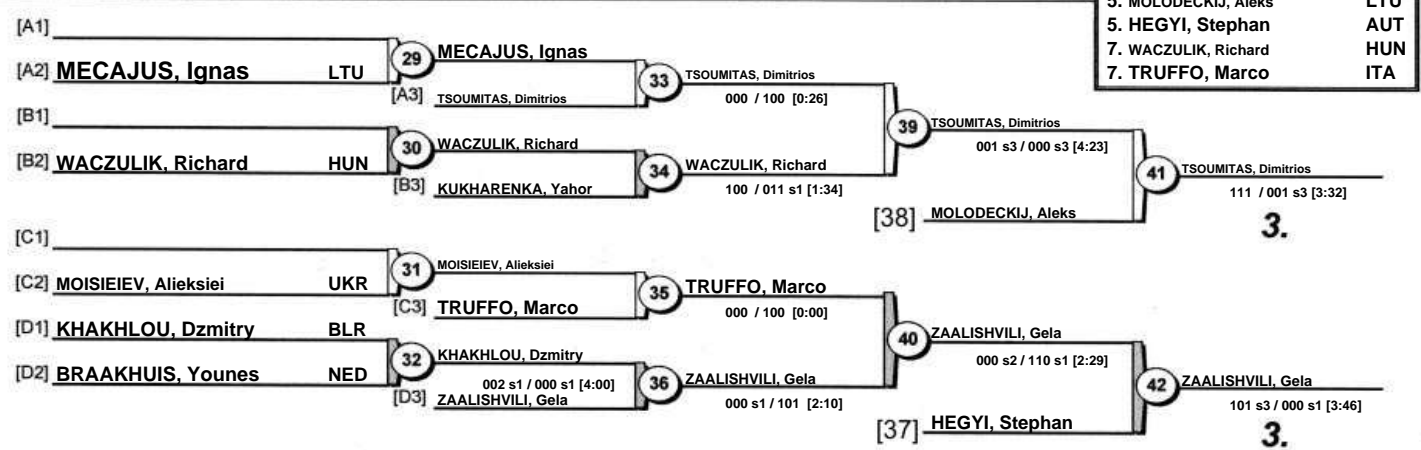 5. MOLODECKIJ, Aleks LTU
5. HEGYI, Stephan AUT
7. WACZULIK, Richard HUN
7. TRUFFO, Marco ITA
[A1]
[A2] MECAJUS, Ignas LTU
29
MECAJUS, Ignas
[A3] TSOUMITAS, Dimitrios
33
TSOUMITAS, Dimitrios
000 / 100 [0:26]
[B1]
[B2] WACZULIK, Richard HUN
30
WACZULIK, Richard
[B3] KUKHARENKA, Yahor
34
WACZULIK, Richard
100 / 011 s1 [1:34]
39
TSOUMITAS, Dimitrios
001 s3 / 000 s3 [4:23]
[38] MOLODECKIJ, Aleks
41
TSOUMITAS, Dimitrios
111 / 001 s3 [3:32]
3.
[C1]
[C2] MOISIEIEV, Alieksiei UKR
31
MOISIEIEV, Alieksiei
[C3] TRUFFO, Marco
35
TRUFFO, Marco
000 / 100 [0:00]
[D1] KHAKHLOU, Dzmitry BLR
[D2] BRAAKHUIS, Younes NED
32
KHAKHLOU, Dzmitry
002 s1 / 000 s1 [4:00]
[D3] ZAALISHVILI, Gela
36
ZAALISHVILI, Gela
000 s1 / 101 [2:10]
40
ZAALISHVILI, Gela
000 s2 / 110 s1 [2:29]
[37] HEGYI, Stephan
42
ZAALISHVILI, Gela
101 s3 / 000 s1 [3:46]
3.